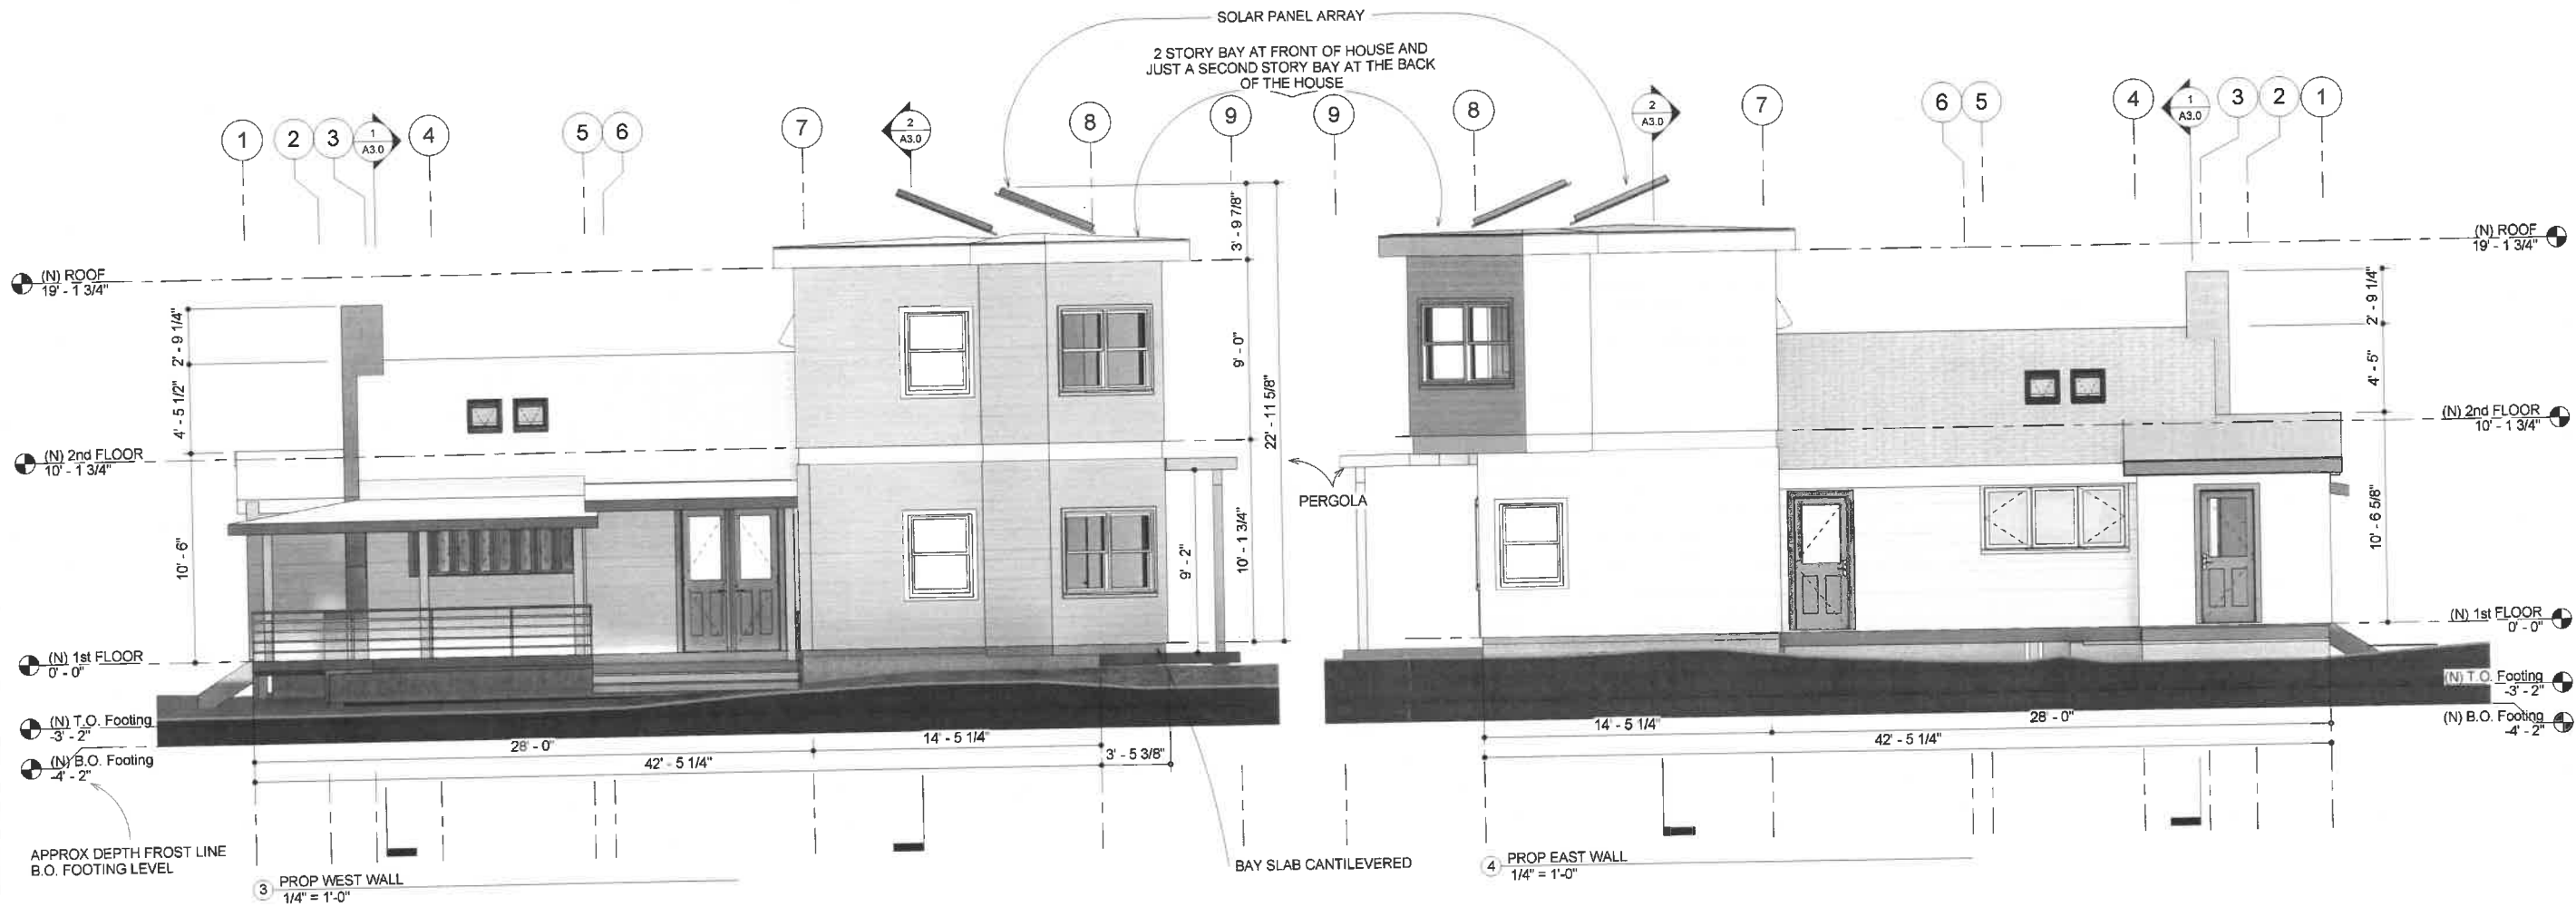 SOLAR PANEL ARRAY
2 STORY BAY AT FRONT OF HOUSE AND
JUST A SECOND STORY BAY AT THE BACK
OF THE HOUSE
1
2
3
1
A3.0
4
5
6
7
2
A3.0
8
9
9
8
2
A3.0
7
6
5
4
1
A3.0
3
2
1
(N) ROOF
19' - 1 3/4"
2' - 9 1/4"
4' - 5 1/2"
(N) 2nd FLOOR
10' - 1 3/4"
10' - 6"
(N) 1st FLOOR
0' - 0"
(N) T.O. Footing
-3' - 2"
(N) B.O. Footing
-4' - 2"
APPROX DEPTH FROST LINE
B.O. FOOTING LEVEL
3' - 9 7/8"
9' - 0"
22' - 11 5/8"
10' - 1 3/4"
9' - 2"
28' - 0"
14' - 5 1/4"
42' - 5 1/4"
3' - 5 3/8"
3
PROP WEST WALL
1/4" = 1'-0"
PERGOLA
BAY SLAB CANTILEVERED
(N) ROOF
19' - 1 3/4"
2' - 9 1/4"
4' - 5"
(N) 2nd FLOOR
10' - 1 3/4"
10' - 6 5/8"
(N) 1st FLOOR
0' - 0"
(N) T.O. Footing
-3' - 2"
(N) B.O. Footing
-4' - 2"
14' - 5 1/4"
28' - 0"
42' - 5 1/4"
4
PROP EAST WALL
1/4" = 1'-0"